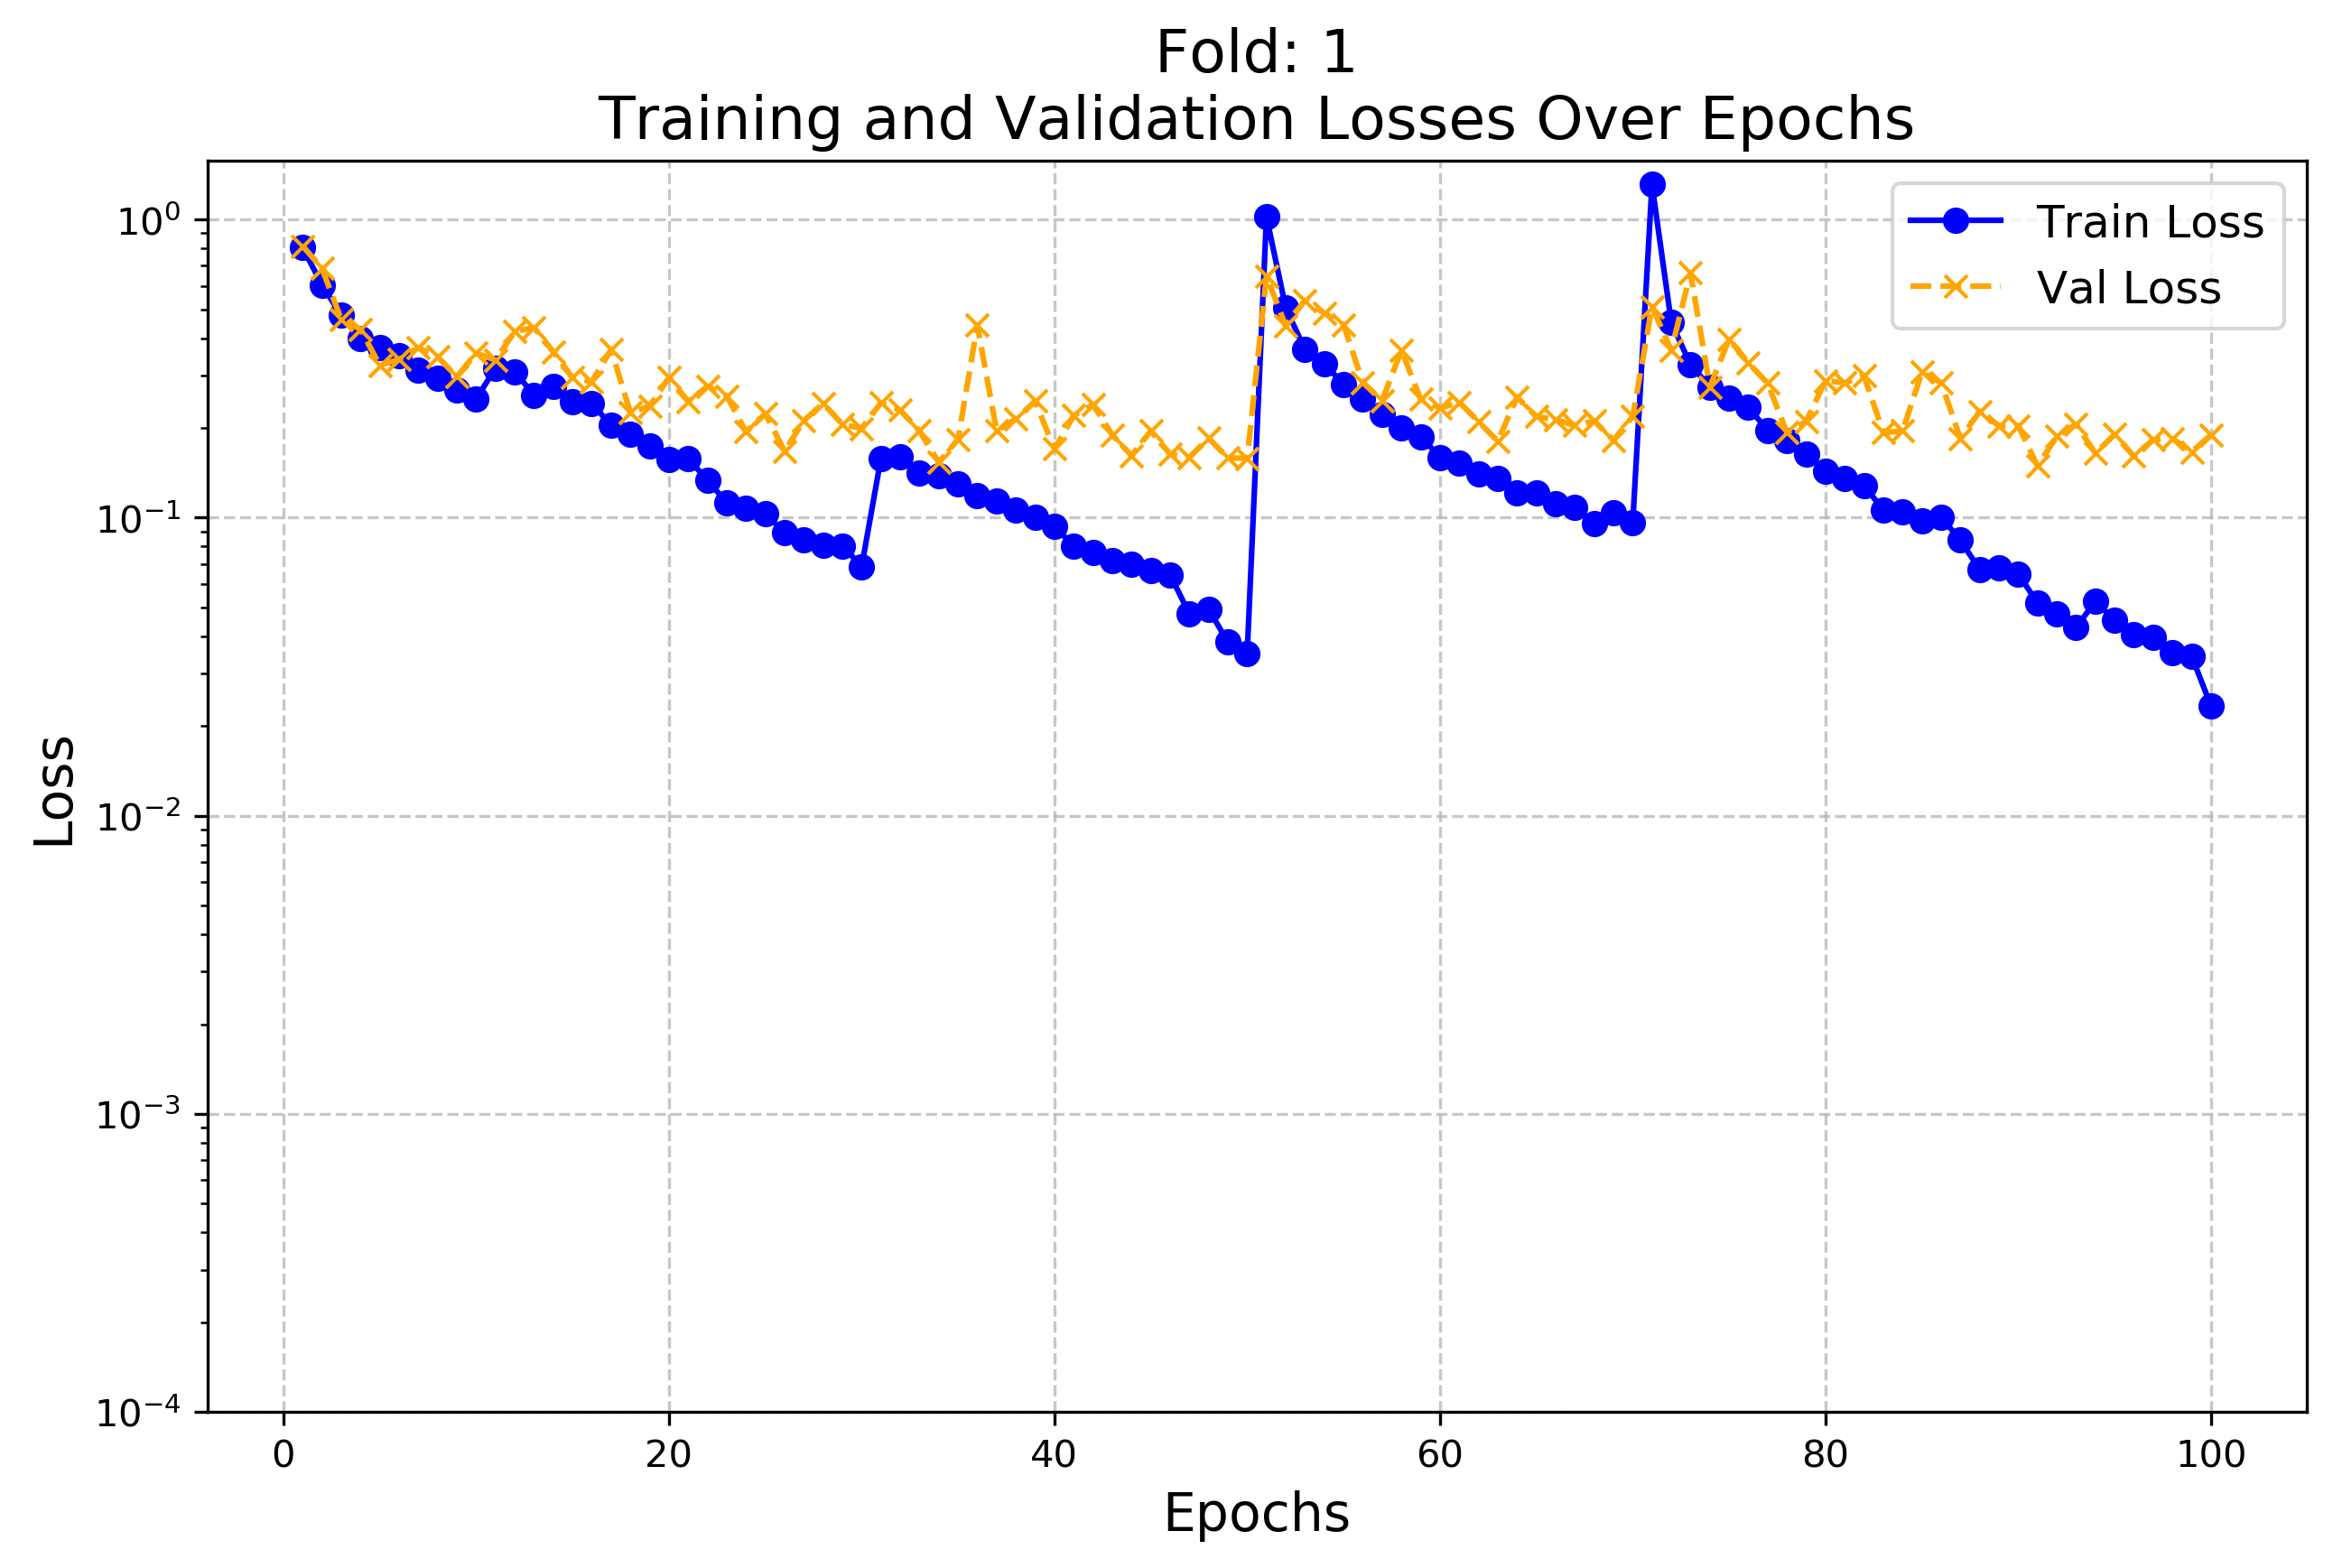 Fold: 1
Training and Validation Losses Over Epochs
Train Loss
Val Loss
10⁰
10⁻¹
10⁻²
10⁻³
10⁻⁴
Loss
0 20 40 60 80 100
Epochs